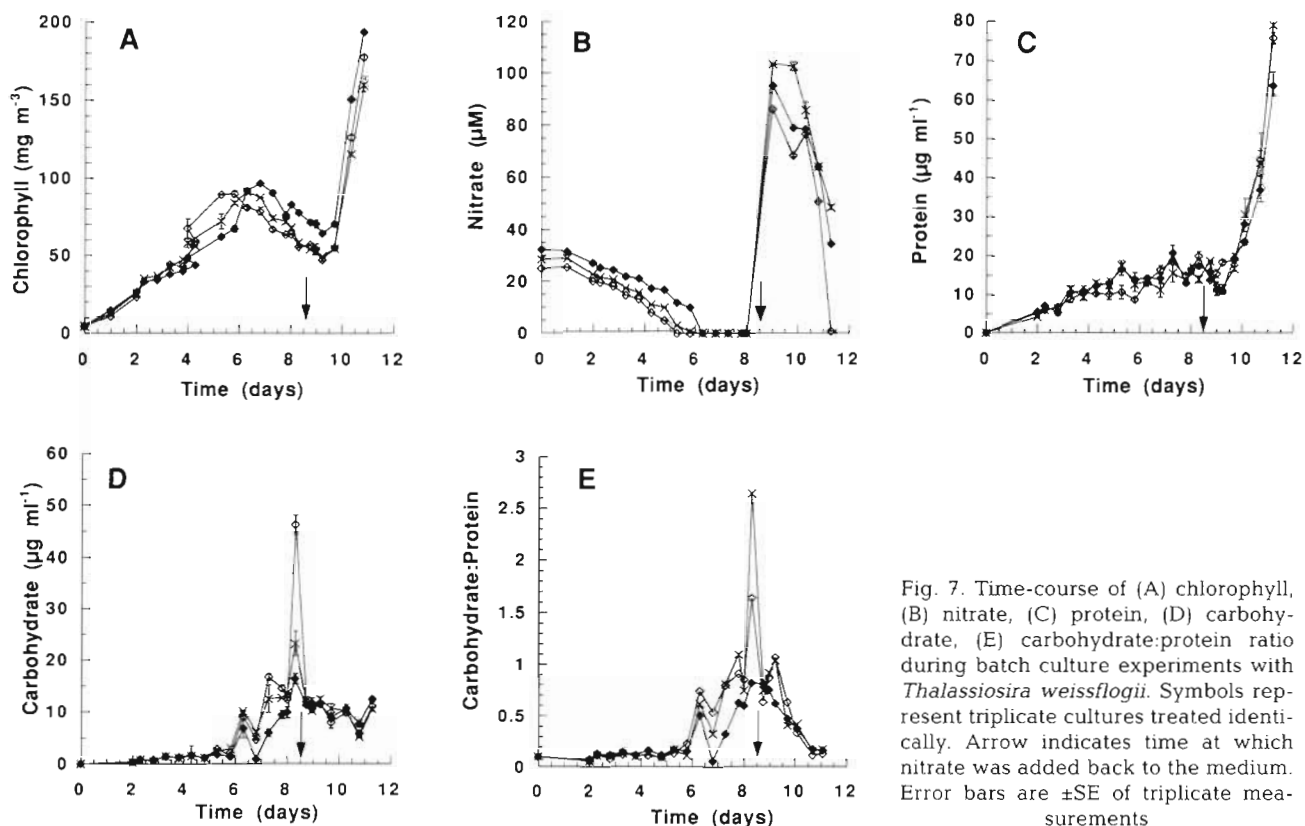 A
Chlorophyll (mg m⁻³)
200
150
100
50
0
0 2 4 6 8 10 12
Time (days)
B
Nitrate (µM)
120
100
80
60
40
20
0
0 2 4 6 8 10 12
Time (days)
C
Protein (µg ml⁻¹)
80
70
60
50
40
30
20
10
0
0 2 4 6 8 10 12
Time (days)
D
Carbohydrate (µg ml⁻¹)
60
50
40
30
20
10
0
0 2 4 6 8 10 12
Time (days)
E
Carbohydrate:Protein
3
2.5
2
1.5
1
0.5
0
0 2 4 6 8 10 12
Time (days)
Fig. 7. Time-course of (A) chlorophyll,
(B) nitrate, (C) protein, (D) carbohy-
drate, (E) carbohydrate:protein ratio
during batch culture experiments with
Thalassiosira weissflogii. Symbols rep-
resent triplicate cultures treated identi-
cally. Arrow indicates time at which
nitrate was added back to the medium.
Error bars are ±SE of triplicate mea-
surements